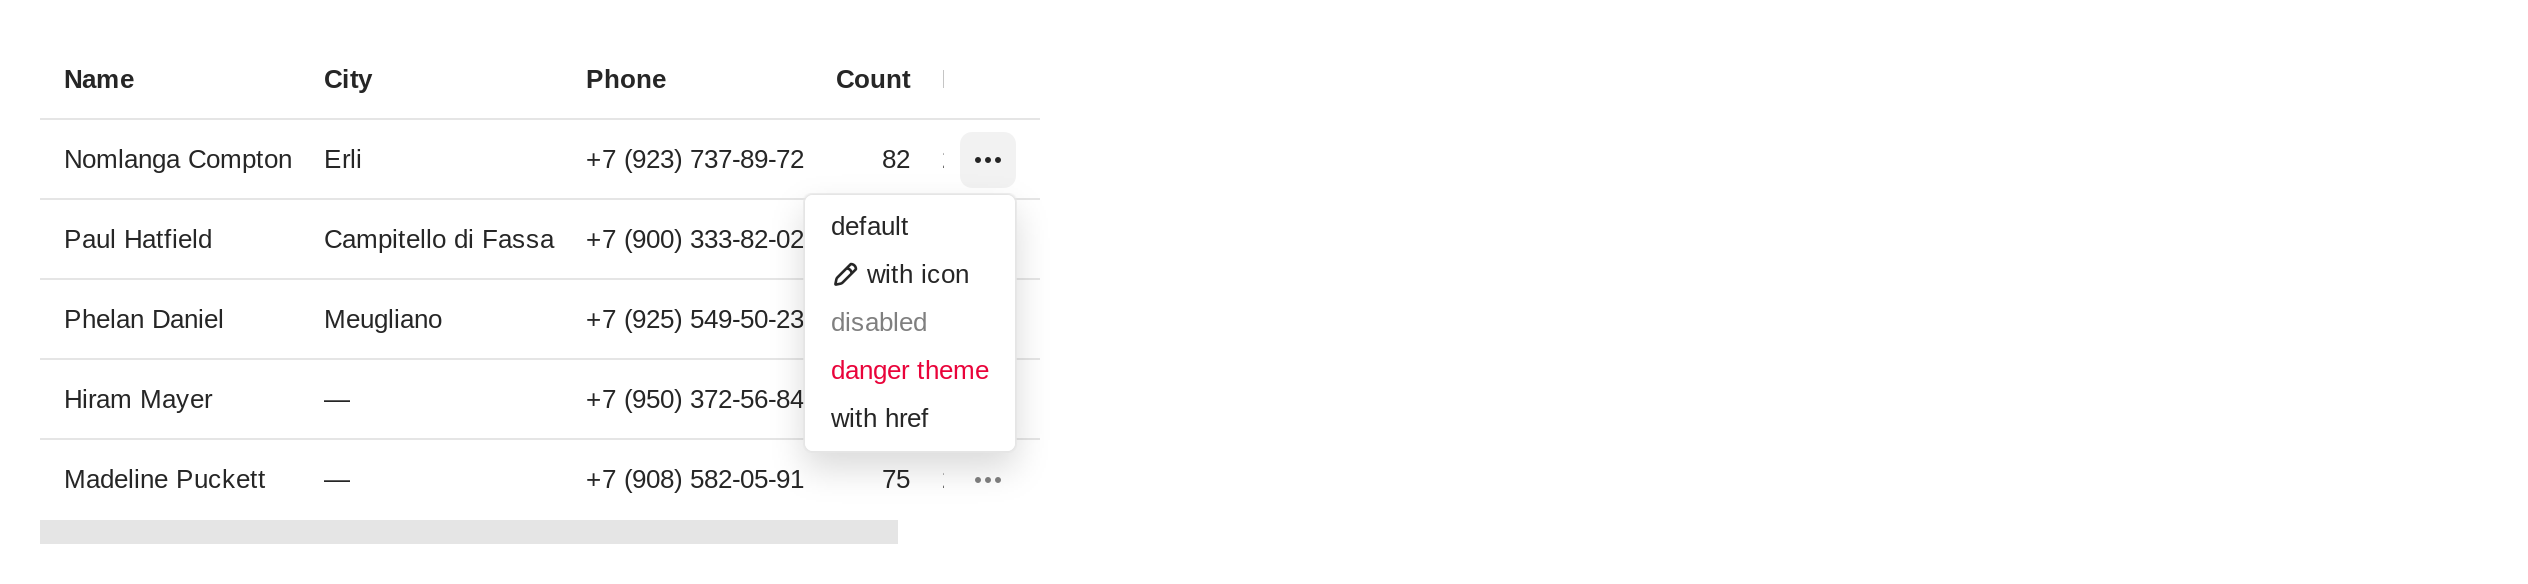 Name City Phone Count
Nomlanga Compton Erli +7 (923) 737-89-72 82
default
Paul Hatfield Campitello di Fassa +7 (900) 333-82-02
with icon
Phelan Daniel Meugliano +7 (925) 549-50-23
disabled
danger theme
Hiram Mayer — +7 (950) 372-56-84
with href
Madeline Puckett — +7 (908) 582-05-91 75